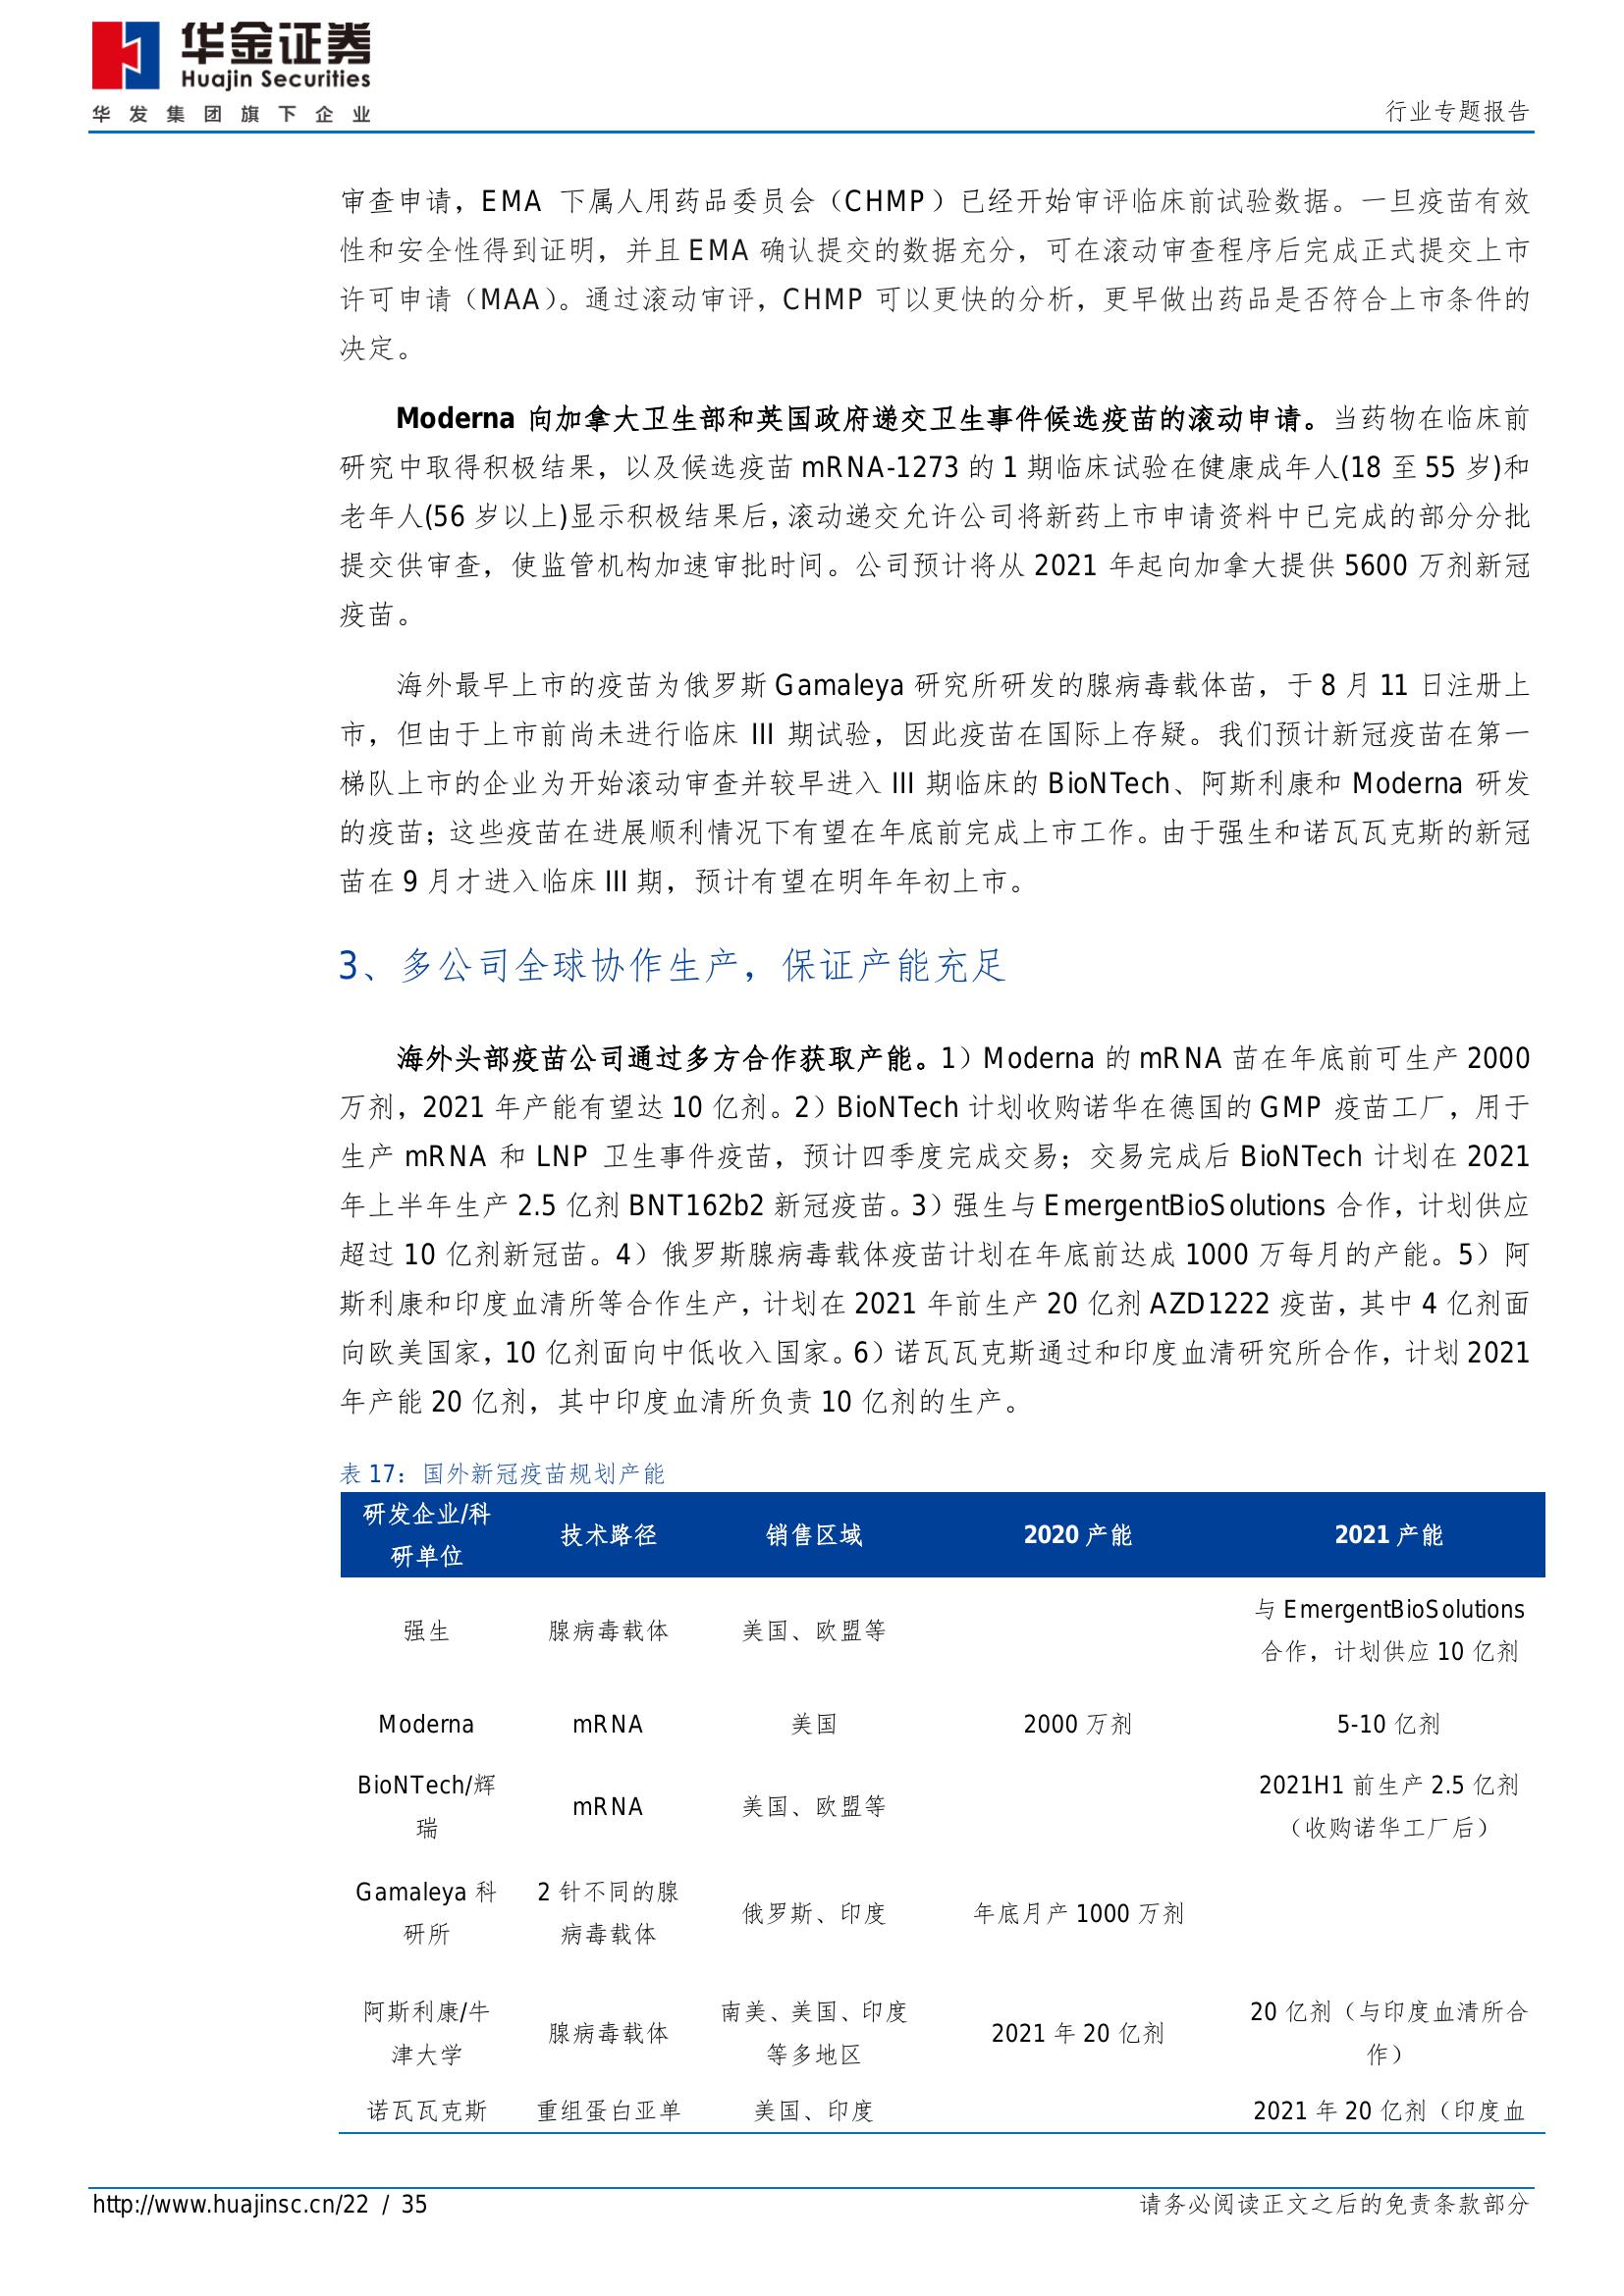 华金证券
Huajin Securities
华发集团旗下企业
行业专题报告
审查申请，EMA 下属人用药品委员会（CHMP）已经开始审评临床前试验数据。一旦疫苗有效
性和安全性得到证明，并且 EMA 确认提交的数据充分，可在滚动审查程序后完成正式提交上市
许可申请（MAA）。通过滚动审评，CHMP 可以更快的分析，更早做出药品是否符合上市条件的
决定。
Moderna 向加拿大卫生部和英国政府递交卫生事件候选疫苗的滚动申请。当药物在临床前
研究中取得积极结果，以及候选疫苗 mRNA-1273 的 1 期临床试验在健康成年人(18 至 55 岁)和
老年人(56 岁以上)显示积极结果后，滚动递交允许公司将新药上市申请资料中已完成的部分分批
提交供审查，使监管机构加速审批时间。公司预计将从 2021 年起向加拿大提供 5600 万剂新冠
疫苗。
海外最早上市的疫苗为俄罗斯 Gamaleya 研究所研发的腺病毒载体苗，于 8 月 11 日注册上
市，但由于上市前尚未进行临床 III 期试验，因此疫苗在国际上存疑。我们预计新冠疫苗在第一
梯队上市的企业为开始滚动审查并较早进入 III 期临床的 BioNTech、阿斯利康和 Moderna 研发
的疫苗；这些疫苗在进展顺利情况下有望在年底前完成上市工作。由于强生和诺瓦瓦克斯的新冠
苗在 9 月才进入临床 III 期，预计有望在明年年初上市。
3、多公司全球协作生产，保证产能充足
海外头部疫苗公司通过多方合作获取产能。1）Moderna 的 mRNA 苗在年底前可生产 2000
万剂，2021 年产能有望达 10 亿剂。2）BioNTech 计划收购诺华在德国的 GMP 疫苗工厂，用于
生产 mRNA 和 LNP 卫生事件疫苗，预计四季度完成交易；交易完成后 BioNTech 计划在 2021
年上半年生产 2.5 亿剂 BNT162b2 新冠疫苗。3）强生与 EmergentBioSolutions 合作，计划供应
超过 10 亿剂新冠苗。4）俄罗斯腺病毒载体疫苗计划在年底前达成 1000 万每月的产能。5）阿
斯利康和印度血清所等合作生产，计划在 2021 年前生产 20 亿剂 AZD1222 疫苗，其中 4 亿剂面
向欧美国家，10 亿剂面向中低收入国家。6）诺瓦瓦克斯通过和印度血清研究所合作，计划 2021
年产能 20 亿剂，其中印度血清所负责 10 亿剂的生产。
表 17：国外新冠疫苗规划产能
研发企业/科
研单位
技术路径
销售区域
2020 产能
2021 产能
强生
腺病毒载体
美国、欧盟等
与 EmergentBioSolutions
合作，计划供应 10 亿剂
Moderna
mRNA
美国
2000 万剂
5-10 亿剂
BioNTech/辉
瑞
mRNA
美国、欧盟等
2021H1 前生产 2.5 亿剂
（收购诺华工厂后）
Gamaleya 科
研所
2 针不同的腺
病毒载体
俄罗斯、印度
年底月产 1000 万剂
阿斯利康/牛
津大学
腺病毒载体
南美、美国、印度
等多地区
2021 年 20 亿剂
20 亿剂（与印度血清所合
作）
诺瓦瓦克斯
重组蛋白亚单
美国、印度
2021 年 20 亿剂（印度血
http://www.huajinsc.cn/22 / 35
请务必阅读正文之后的免责条款部分